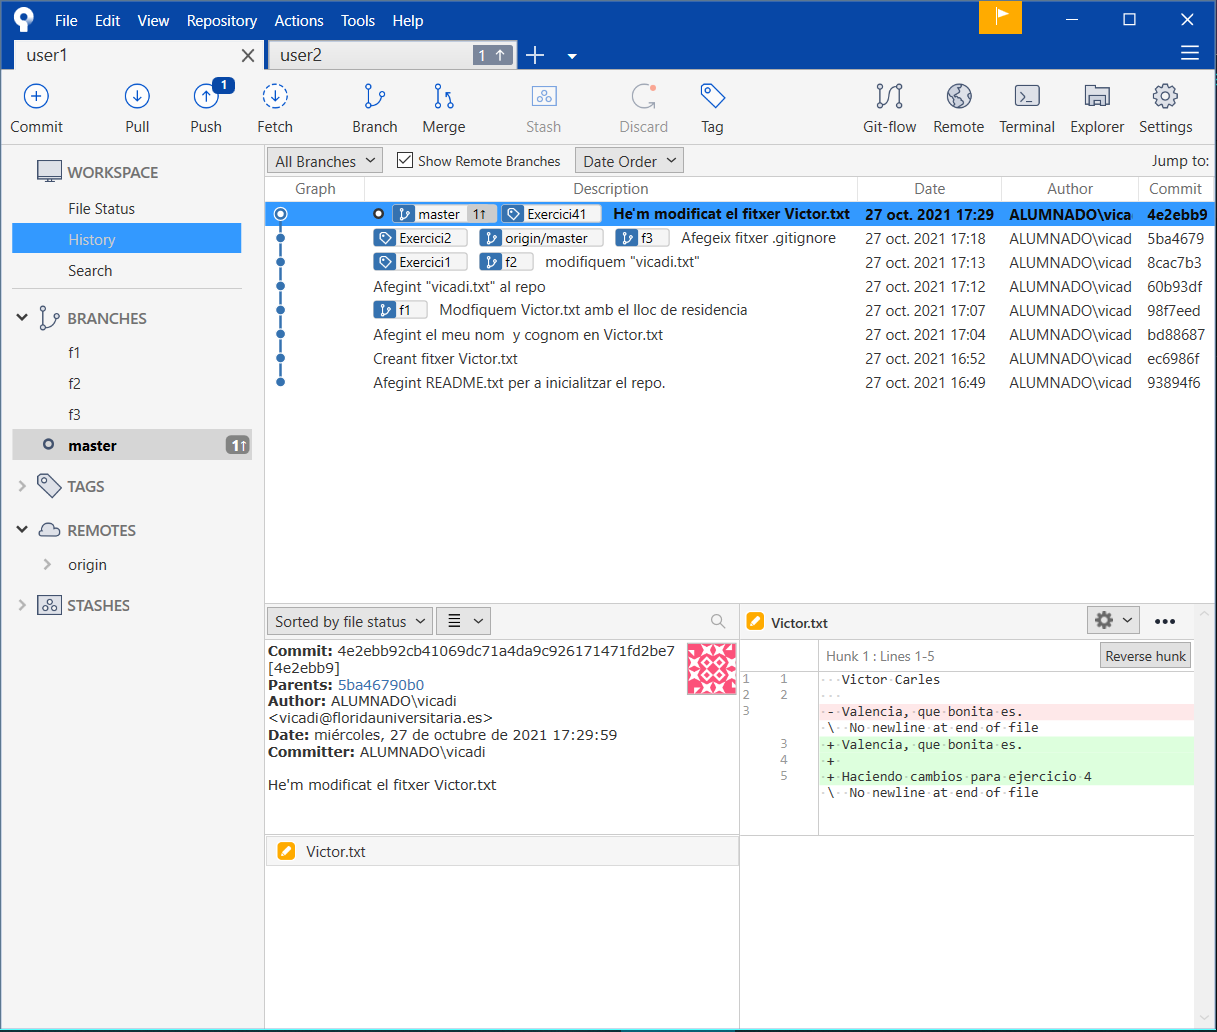 File Edit View Repository Actions Tools Help
user1
user2 1 ↑
Commit Pull Push 1 Fetch Branch Merge Stash Discard Tag Git-flow Remote Terminal Explorer Settings
WORKSPACE
File Status
History
Search
BRANCHES
f1
f2
f3
master 1↑
TAGS
REMOTES
origin
STASHES
All Branches Show Remote Branches Date Order Jump to:
Graph Description Date Author Commit
master 1↑ Exercici41 He'm modificat el fitxer Victor.txt 27 oct. 2021 17:29 ALUMNADO\vica 4e2ebb9
Exercici2 origin/master f3 Afegeix fitxer .gitignore 27 oct. 2021 17:18 ALUMNADO\vicad 5ba4679
Exercici1 f2 modifiquem "vicadi.txt" 27 oct. 2021 17:13 ALUMNADO\vicad 8cac7b3
Afegint "vicadi.txt" al repo 27 oct. 2021 17:12 ALUMNADO\vicad 60b93df
f1 Modfiquem Victor.txt amb el lloc de residencia 27 oct. 2021 17:07 ALUMNADO\vicad 98f7eed
Afegint el meu nom  y cognom en Victor.txt 27 oct. 2021 17:04 ALUMNADO\vicad bd88687
Creant fitxer Victor.txt 27 oct. 2021 16:52 ALUMNADO\vicad ec6986f
Afegint README.txt per a inicialitzar el repo. 27 oct. 2021 16:49 ALUMNADO\vicad 93894f6
Sorted by file status
Commit: 4e2ebb92cb41069dc71a4da9c926171471fd2be7
[4e2ebb9]
Parents: 5ba46790b0
Author: ALUMNADO\vicadi
<vicadi@floridauniversitaria.es>
Date: miércoles, 27 de octubre de 2021 17:29:59
Committer: ALUMNADO\vicadi
He'm modificat el fitxer Victor.txt
Victor.txt
Victor.txt
Hunk 1 : Lines 1-5 Reverse hunk
1 1 Victor Carles
2 2
3 - Valencia, que bonita es.
\ No newline at end of file
3 + Valencia, que bonita es.
4 +
5 + Haciendo cambios para ejercicio 4
\ No newline at end of file